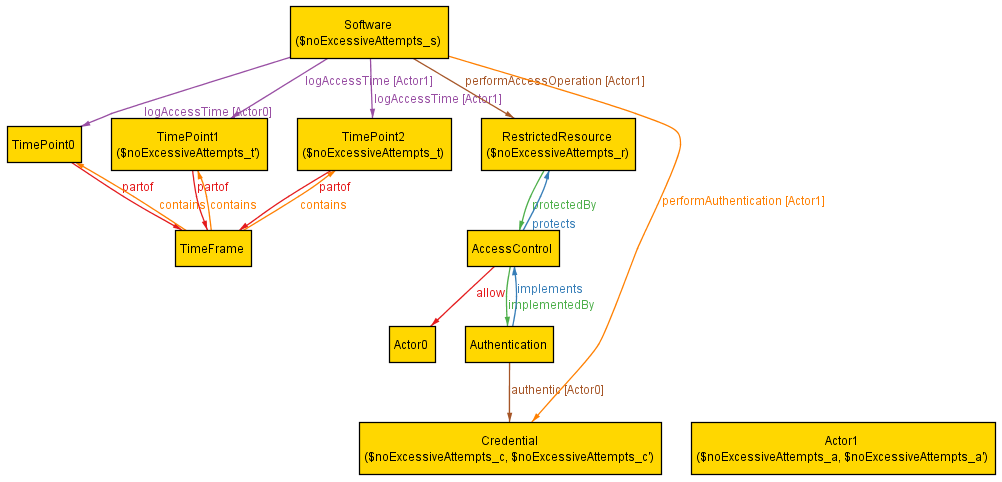 Software
($noExcessiveAttempts_s)
logAccessTime [Actor1]
performAccessOperation [Actor1]
logAccessTime [Actor1]
logAccessTime [Actor0]
TimePoint0
TimePoint1
($noExcessiveAttempts_t')
TimePoint2
($noExcessiveAttempts_t)
RestrictedResource
($noExcessiveAttempts_r)
partof
partof
partof
contains
contains
contains
protectedBy
performAuthentication [Actor1]
protects
TimeFrame
AccessControl
allow
implements
implementedBy
Actor0
Authentication
authentic [Actor0]
Credential
($noExcessiveAttempts_c, $noExcessiveAttempts_c')
Actor1
($noExcessiveAttempts_a, $noExcessiveAttempts_a')